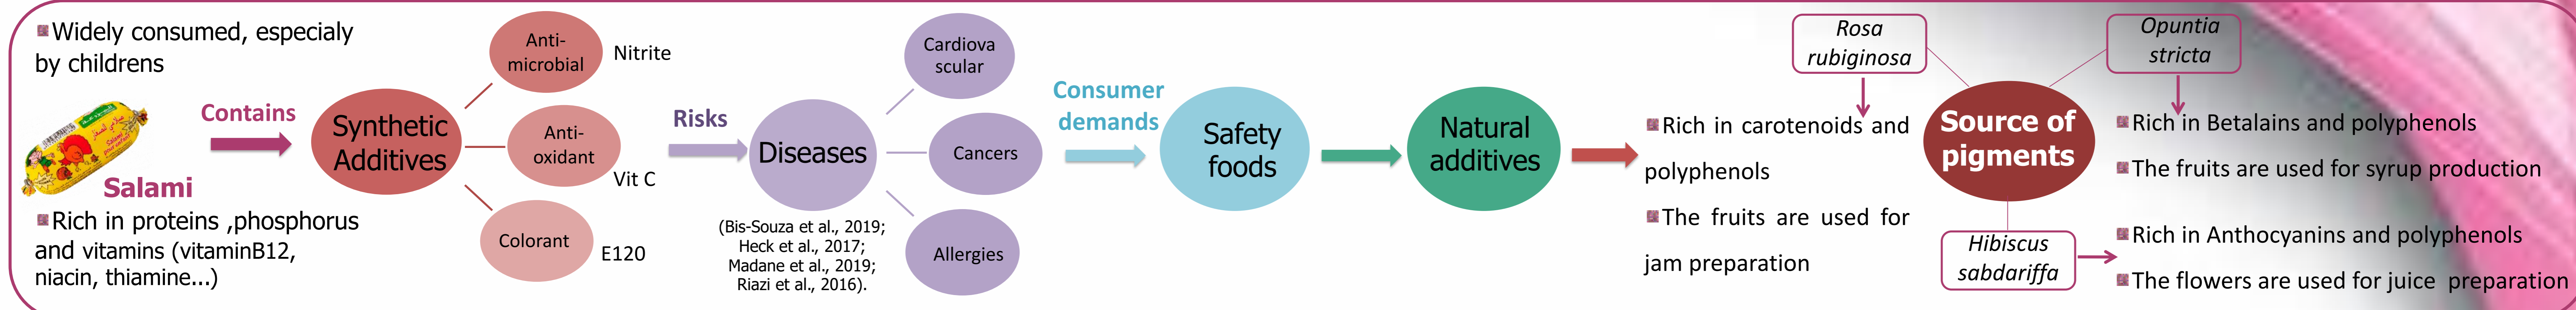 Widely consumed, especialy
by childrens
Salami
Rich in proteins ,phosphorus
and vitamins (vitaminB12,
niacin, thiamine...)
Contains
Synthetic
Additives
Anti-
microbial
Nitrite
Anti-
oxidant
Vit C
Colorant
E120
Risks
Diseases
(Bis-Souza et al., 2019;
Heck et al., 2017;
Madane et al., 2019;
Riazi et al., 2016).
Cardiova
scular
Cancers
Allergies
Consumer
demands
Safety
foods
Natural
additives
Rosa
rubiginosa
Rich in carotenoids and
polyphenols
The fruits are used for
jam preparation
Source of
pigments
Opuntia
stricta
Rich in Betalains and polyphenols
The fruits are used for syrup production
Hibiscus
sabdariffa
Rich in Anthocyanins and polyphenols
The flowers are used for juice preparation